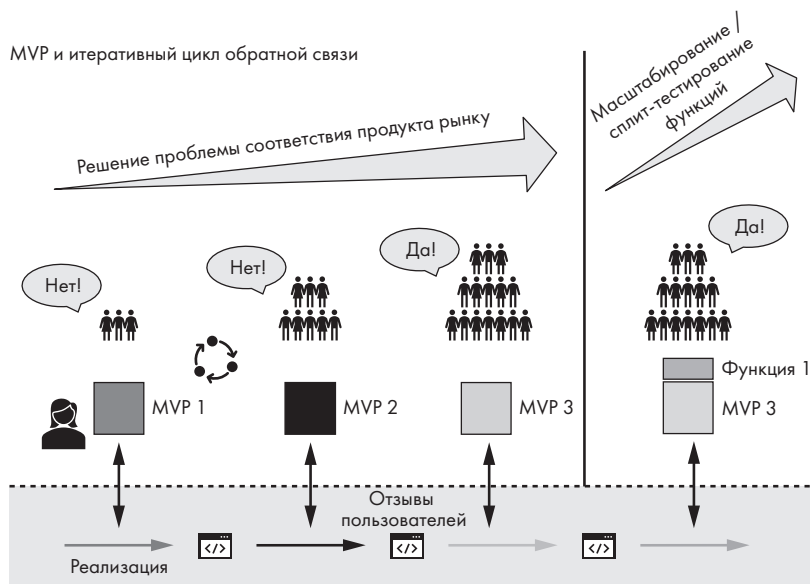 MVP и итеративный цикл обратной связи
Решение проблемы соответствия продукта рынку
Масштабирование /
сплит-тестирование
функций
Нет!
Нет!
Да!
Да!
MVP 1
MVP 2
MVP 3
Функция 1
MVP 3
Отзывы
пользователей
Реализация
</>
</>
</>